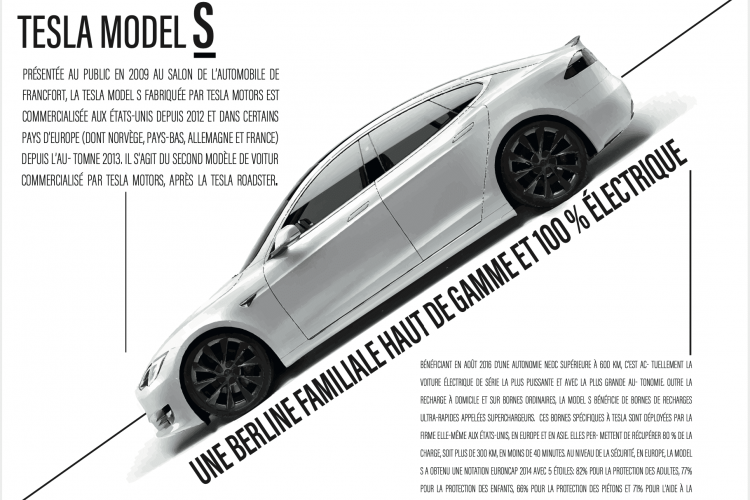 TESLA MODEL S
PRÉSENTÉE AU PUBLIC EN 2009 AU SALON DE L'AUTOMOBILE DE
FRANCFORT, LA TESLA MODEL S FABRIQUÉE PAR TESLA MOTORS EST
COMMERCIALISÉE AUX ÉTATS-UNIS DEPUIS 2012 ET DANS CERTAINS
PAYS D'EUROPE (DONT NORVÈGE, PAYS-BAS, ALLEMAGNE ET FRANCE)
DEPUIS L'AU- TOMNE 2013. IL S'AGIT DU SECOND MODÈLE DE VOITUR
COMMERCIALISÉ PAR TESLA MOTORS, APRÈS LA TESLA ROADSTER.
UNE BERLINE FAMILIALE HAUT DE GAMME ET 100 % ÉLECTRIQUE
BÉNÉFICIANT EN AOÛT 2016 D'UNE AUTONOMIE NEDC SUPÉRIEURE À 600 KM, C'EST AC- TUELLEMENT LA
VOITURE ÉLECTRIQUE DE SÉRIE LA PLUS PUISSANTE ET AVEC LA PLUS GRANDE AU- TONOMIE. OUTRE LA
RECHARGE À DOMICILE ET SUR BORNES ORDINAIRES, LA MODEL S BÉNÉFICIE DE BORNES DE RECHARGES
ULTRA-RAPIDES APPELÉES SUPERCHARGEURS. CES BORNES SPÉCIFIQUES À TESLA SONT DÉPLOYÉES PAR LA
FIRME ELLE-MÊME AUX ÉTATS-UNIS, EN EUROPE ET EN ASIE. ELLES PER- METTENT DE RÉCUPÉRER 80 % DE LA
CHARGE, SOIT PLUS DE 300 KM, EN MOINS DE 40 MINUTES. AU NIVEAU DE LA SÉCURITÉ, EN EUROPE, LA MODEL
S A OBTENU UNE NOTATION EURONCAP 2014 AVEC 5 ÉTOILES: 82% POUR LA PROTECTION DES ADULTES, 77%
POUR LA PROTECTION DES ENFANTS, 66% POUR LA PROTECTION DES PIÉTONS ET 71% POUR L'AIDE À LA